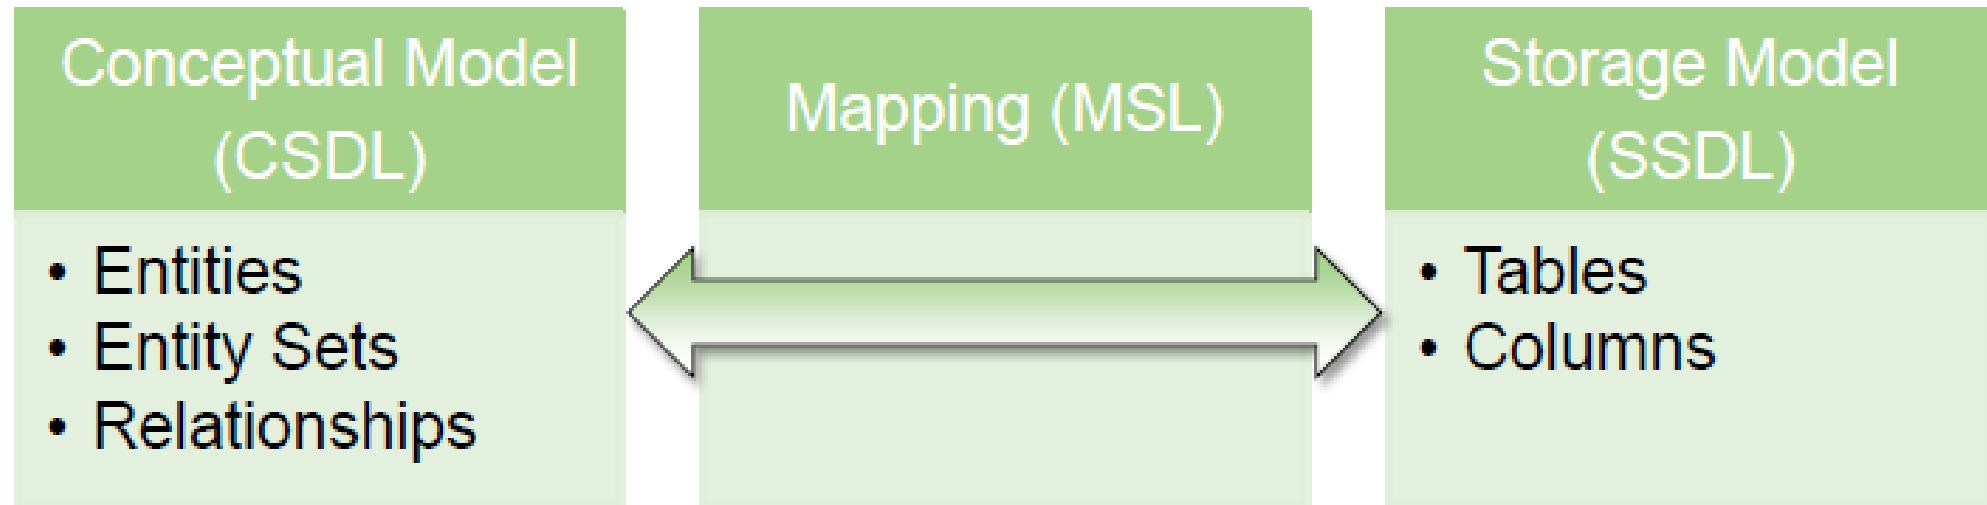 Conceptual Model
(CSDL)
• Entities
• Entity Sets
• Relationships
Mapping (MSL)
Storage Model
(SSDL)
• Tables
• Columns